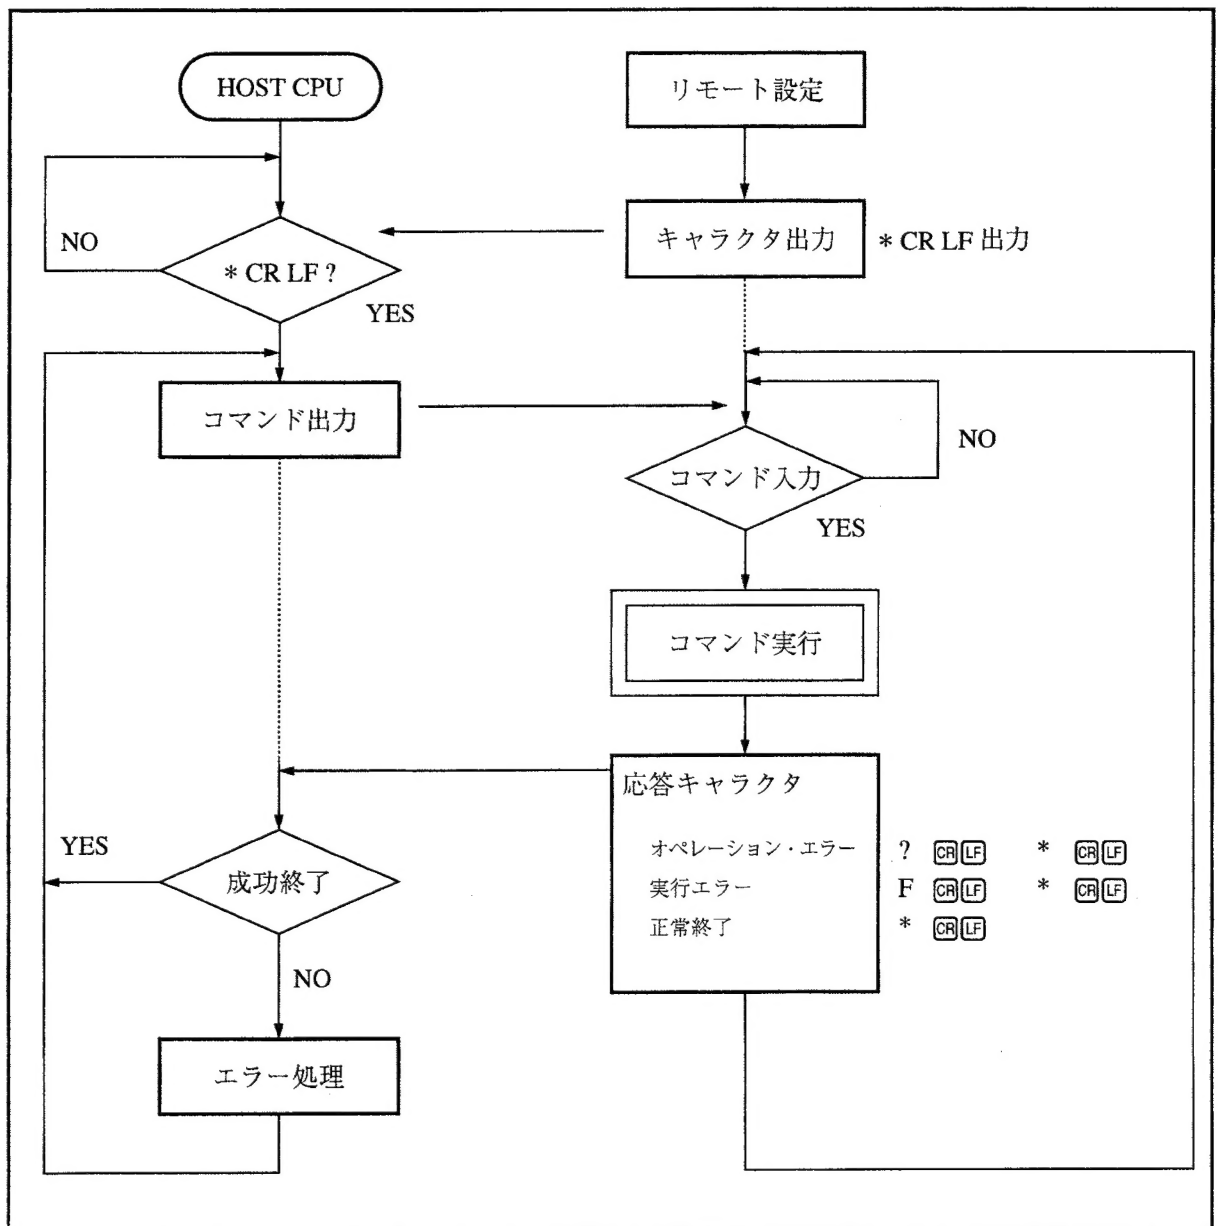 HOST CPU
リモート設定
NO
キャラクタ出力
* CR LF 出力
* CR LF ?
YES
コマンド出力
NO
コマンド入力
YES
コマンド実行
応答キャラクタ
オペレーション・エラー ? CR LF * CR LF
実行エラー F CR LF * CR LF
正常終了 * CR LF
YES
成功終了
NO
エラー処理